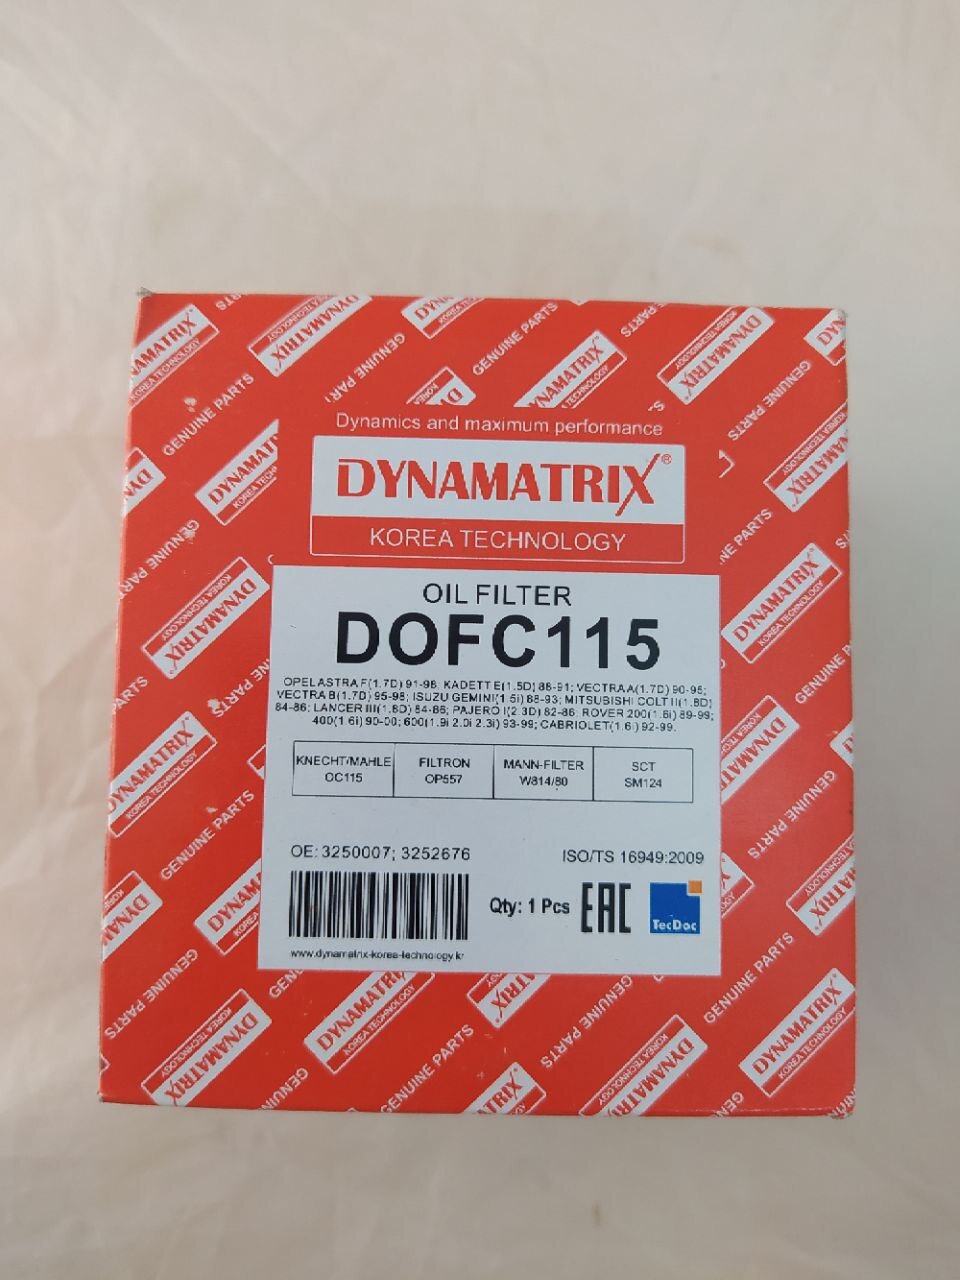 Dynamics and maximum performance
DYNAMATRIX®
KOREA TECHNOLOGY
OIL FILTER
DOFC115
OPEL ASTRA F(1.7D) 91-98; KADETT E(1.5D) 88-91; VECTRA A(1.7D) 90-95;
VECTRA B(1.7D) 95-98; ISUZU GEMINI(1.5i) 88-93; MITSUBISHI COLT II(1.8D)
84-86; LANCER III(1.8D) 84-86; PAJERO I(2.3D) 82-86; ROVER 200(1.6i) 89-99;
400(1.6i) 90-00; 600(1.9i 2.0i 2.3i) 93-99; CABRIOLET(1.6i) 92-99.
KNECHT/MAHLE FILTRON MANN-FILTER SCT
OC115 OP557 W814/80 SM124
OE: 3250007; 3252676 ISO/TS 16949:2009
Qty: 1 Pcs EAC TecDoc
www.dynamatrix-korea-technology.kr
DYNAMATRIX
KOREA TECHNOLOGY
GENUINE PARTS